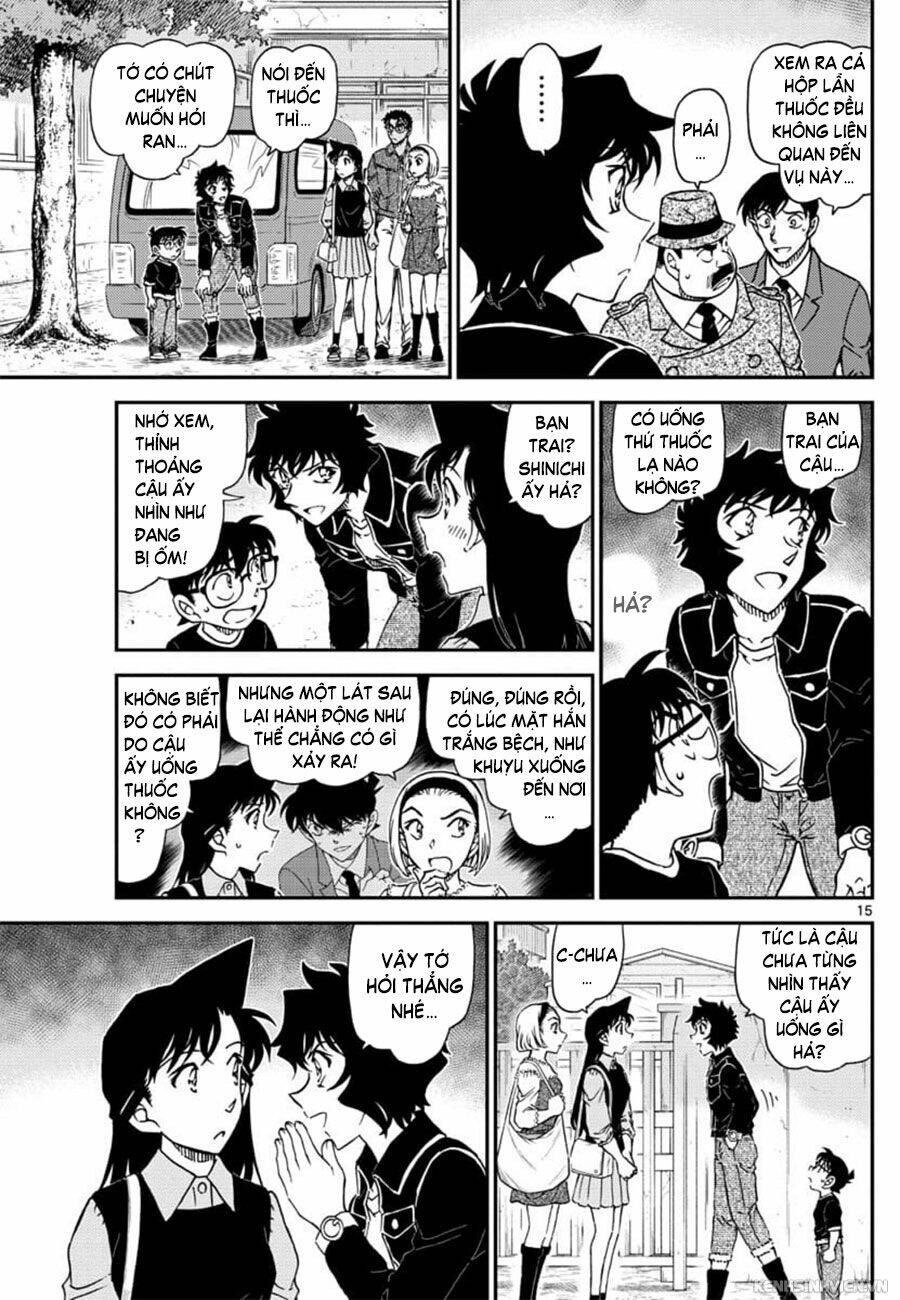 XEM RA CẢ
HỘP LẪN
THUỐC ĐỀU
KHÔNG LIÊN
QUAN ĐẾN
VỤ NÀY...
PHẢI
...
......
NÓI ĐẾN
THUỐC
THÌ...
TỚ CÓ CHÚT
CHUYỆN
MUỐN HỎI
RAN...
BẠN
TRAI CỦA
CẬU...
CÓ UỐNG
THỨ THUỐC
LẠ NÀO
KHÔNG?
HẢ?
BẠN
TRAI?
SHINICHI
ẤY HẢ?
NHỚ XEM,
THỈNH
THOẢNG
CẬU ẤY
NHÌN NHƯ
ĐANG
BỊ ỐM!
ĐÚNG, ĐÚNG RỒI,
CÓ LÚC MẶT HẮN
TRẮNG BỆCH, NHƯ
KHUYU XUỐNG
ĐẾN NƠI
...
NHƯNG MỘT LÁT SAU
LẠI HÀNH ĐỘNG NHƯ
THỂ CHẲNG CÓ GÌ
XẢY RA!
KHÔNG BIẾT
ĐÓ CÓ PHẢI
DO CẬU
ẤY UỐNG
THUỐC
KHÔNG
?
15
TỨC LÀ CẬU
CHƯA TỪNG
NHÌN THẤY
CẬU ẤY
UỐNG GÌ
HẢ?
C-CHƯA
...
VẬY TỚ
HỎI THẲNG
NHÉ...
KENHSINHVIEN.VN